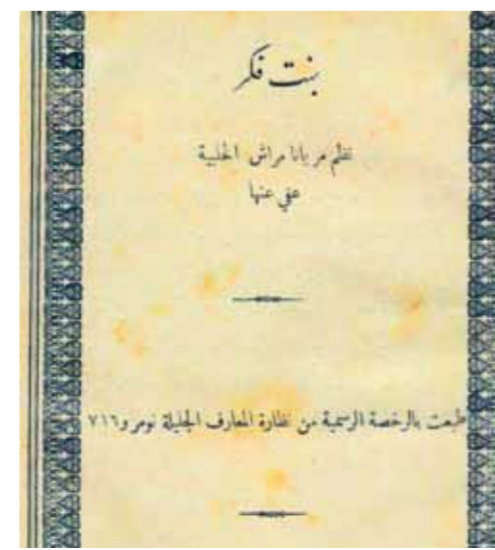 بنت فكر
نظم مريانا مراش الحلبية
عفي عنها
طبعت بالرخصة الرسمية من نظارة المعارف الجليلة نومرو ٧١٦